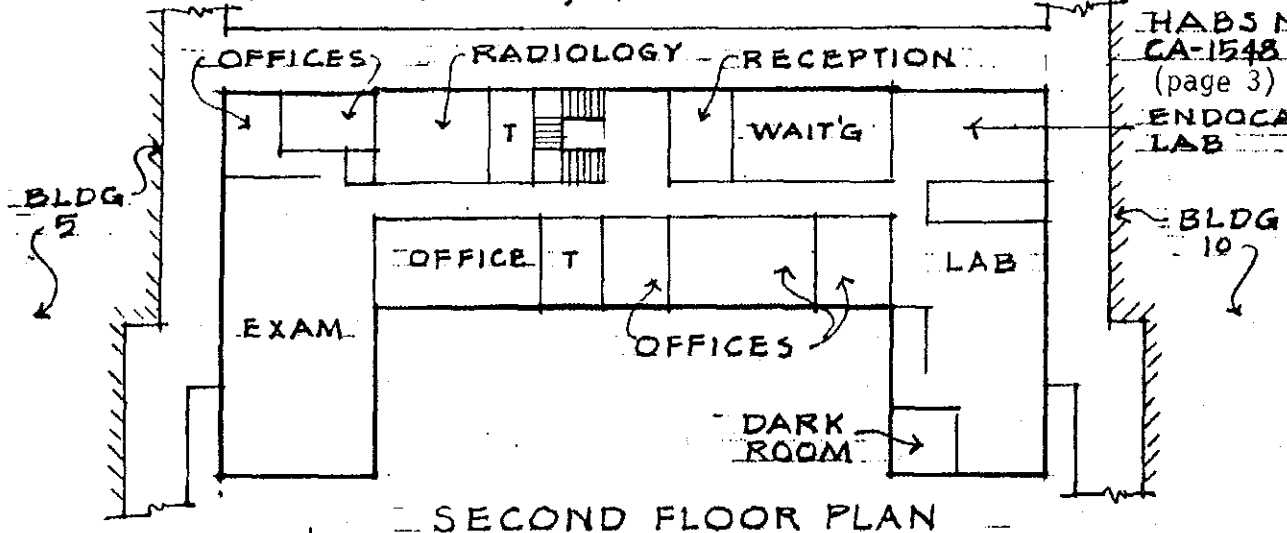 HABS N
CA-1548
(page 3)
OFFICES
RADIOLOGY
RECEPTION
T
WAIT'G
ENDOCA
LAB
BLDG
5
BLDG
10
OFFICE
T
LAB
EXAM
OFFICES
DARK
ROOM
SECOND FLOOR PLAN